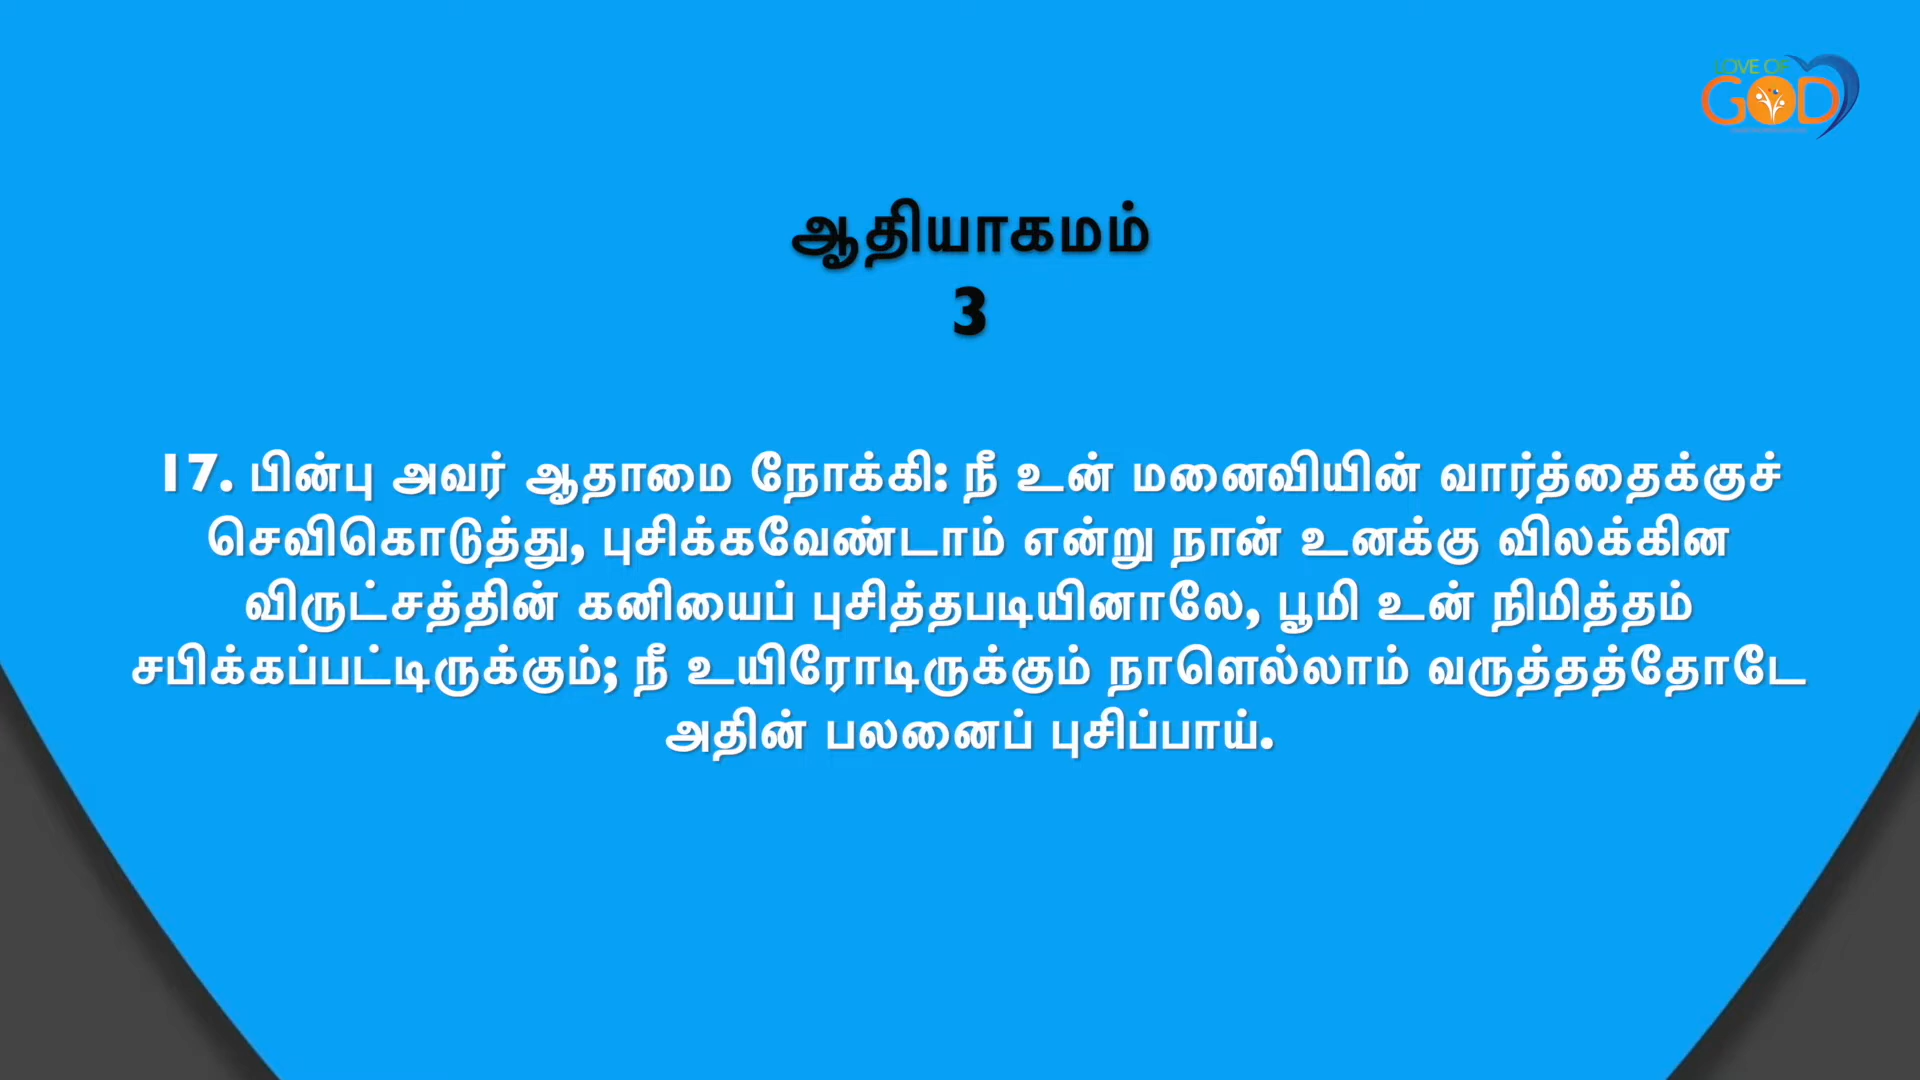 LOVE OF
GOD
ஆதியாகமம்
3
17. பின்பு அவர் ஆதாமை நோக்கி: நீ உன் மனைவியின் வார்த்தைக்குச்
செவிகொடுத்து, புசிக்கவேண்டாம் என்று நான் உனக்கு விலக்கின
விருட்சத்தின் கனியைப் புசித்தபடியினாலே, பூமி உன் நிமித்தம்
சபிக்கப்பட்டிருக்கும்; நீ உயிரோடிருக்கும் நாளெல்லாம் வருத்தத்தோடே
அதின் பலனைப் புசிப்பாய்.